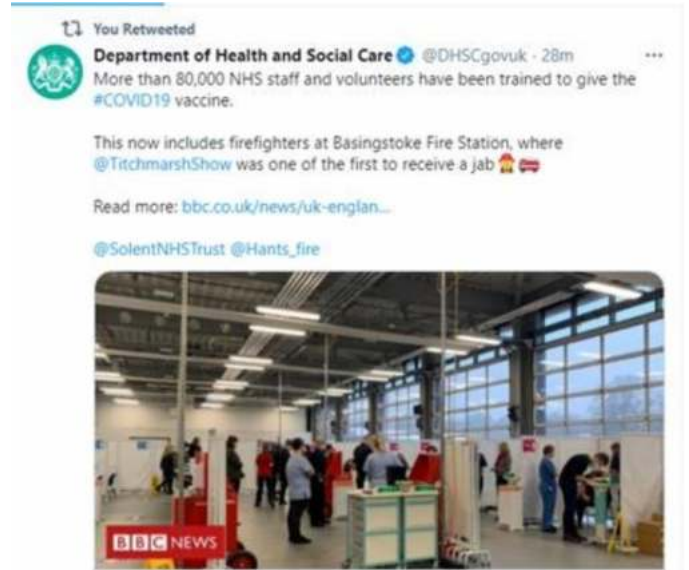 You Retweeted
Department of Health and Social Care @DHSCgovuk · 28m
More than 80,000 NHS staff and volunteers have been trained to give the
#COVID19 vaccine.
This now includes firefighters at Basingstoke Fire Station, where
@TitchmarshShow was one of the first to receive a jab
Read more: bbc.co.uk/news/uk-englan...
@SolentNHSTrust @Hants_fire
BBC NEWS